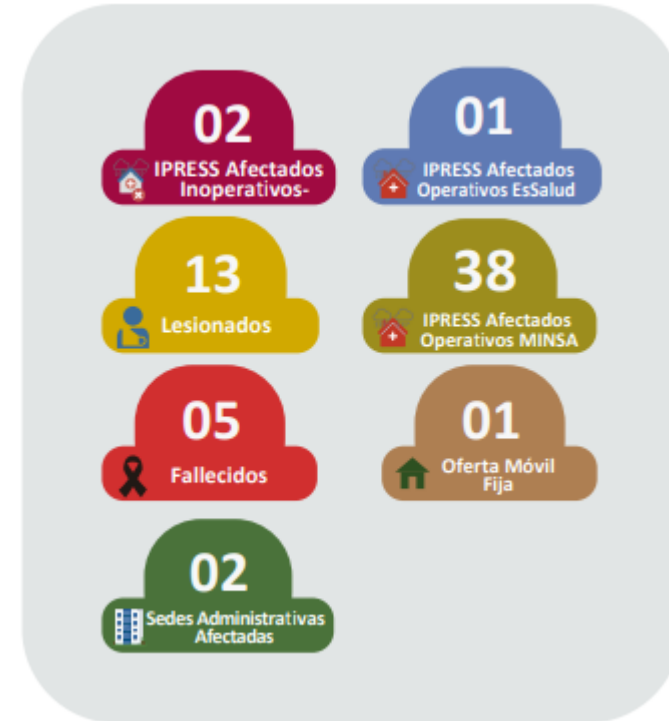 02
IPRESS Afectados
Inoperativos-
01
IPRESS Afectados
Operativos EsSalud
13
Lesionados
38
IPRESS Afectados
Operativos MINSA
05
Fallecidos
01
Oferta Móvil
Fija
02
Sedes Administrativas
Afectadas